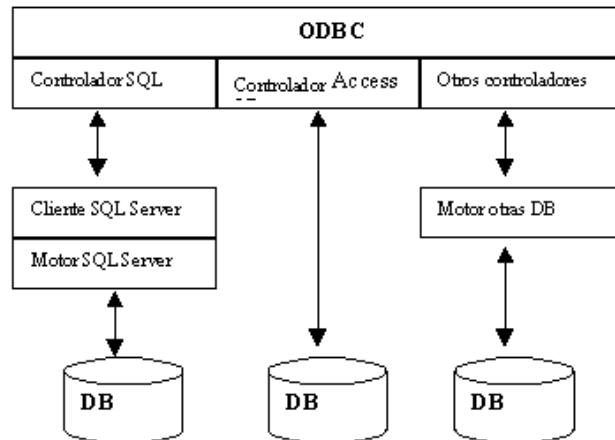 ODBC
Controlador SQL
Controlador Access
Otros controladores
Cliente SQL Server
Motor SQL Server
Motor otras DB
DB
DB
DB